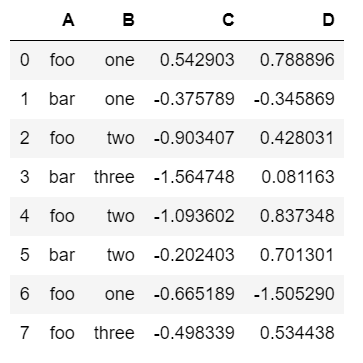 A B C D
0 foo one 0.542903 0.788896
1 bar one -0.375789 -0.345869
2 foo two -0.903407 0.428031
3 bar three -1.564748 0.081163
4 foo two -1.093602 0.837348
5 bar two -0.202403 0.701301
6 foo one -0.665189 -1.505290
7 foo three -0.498339 0.534438